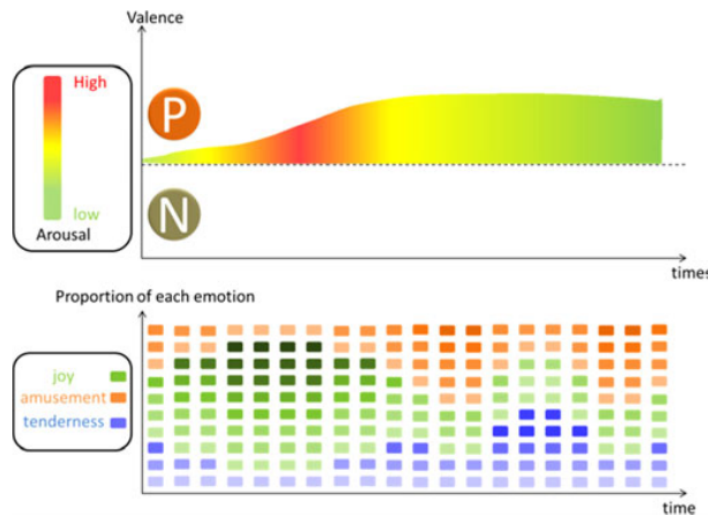 Valence
High
P
low
N
Arousal
times
Proportion of each emotion
joy
amusement
tenderness
time